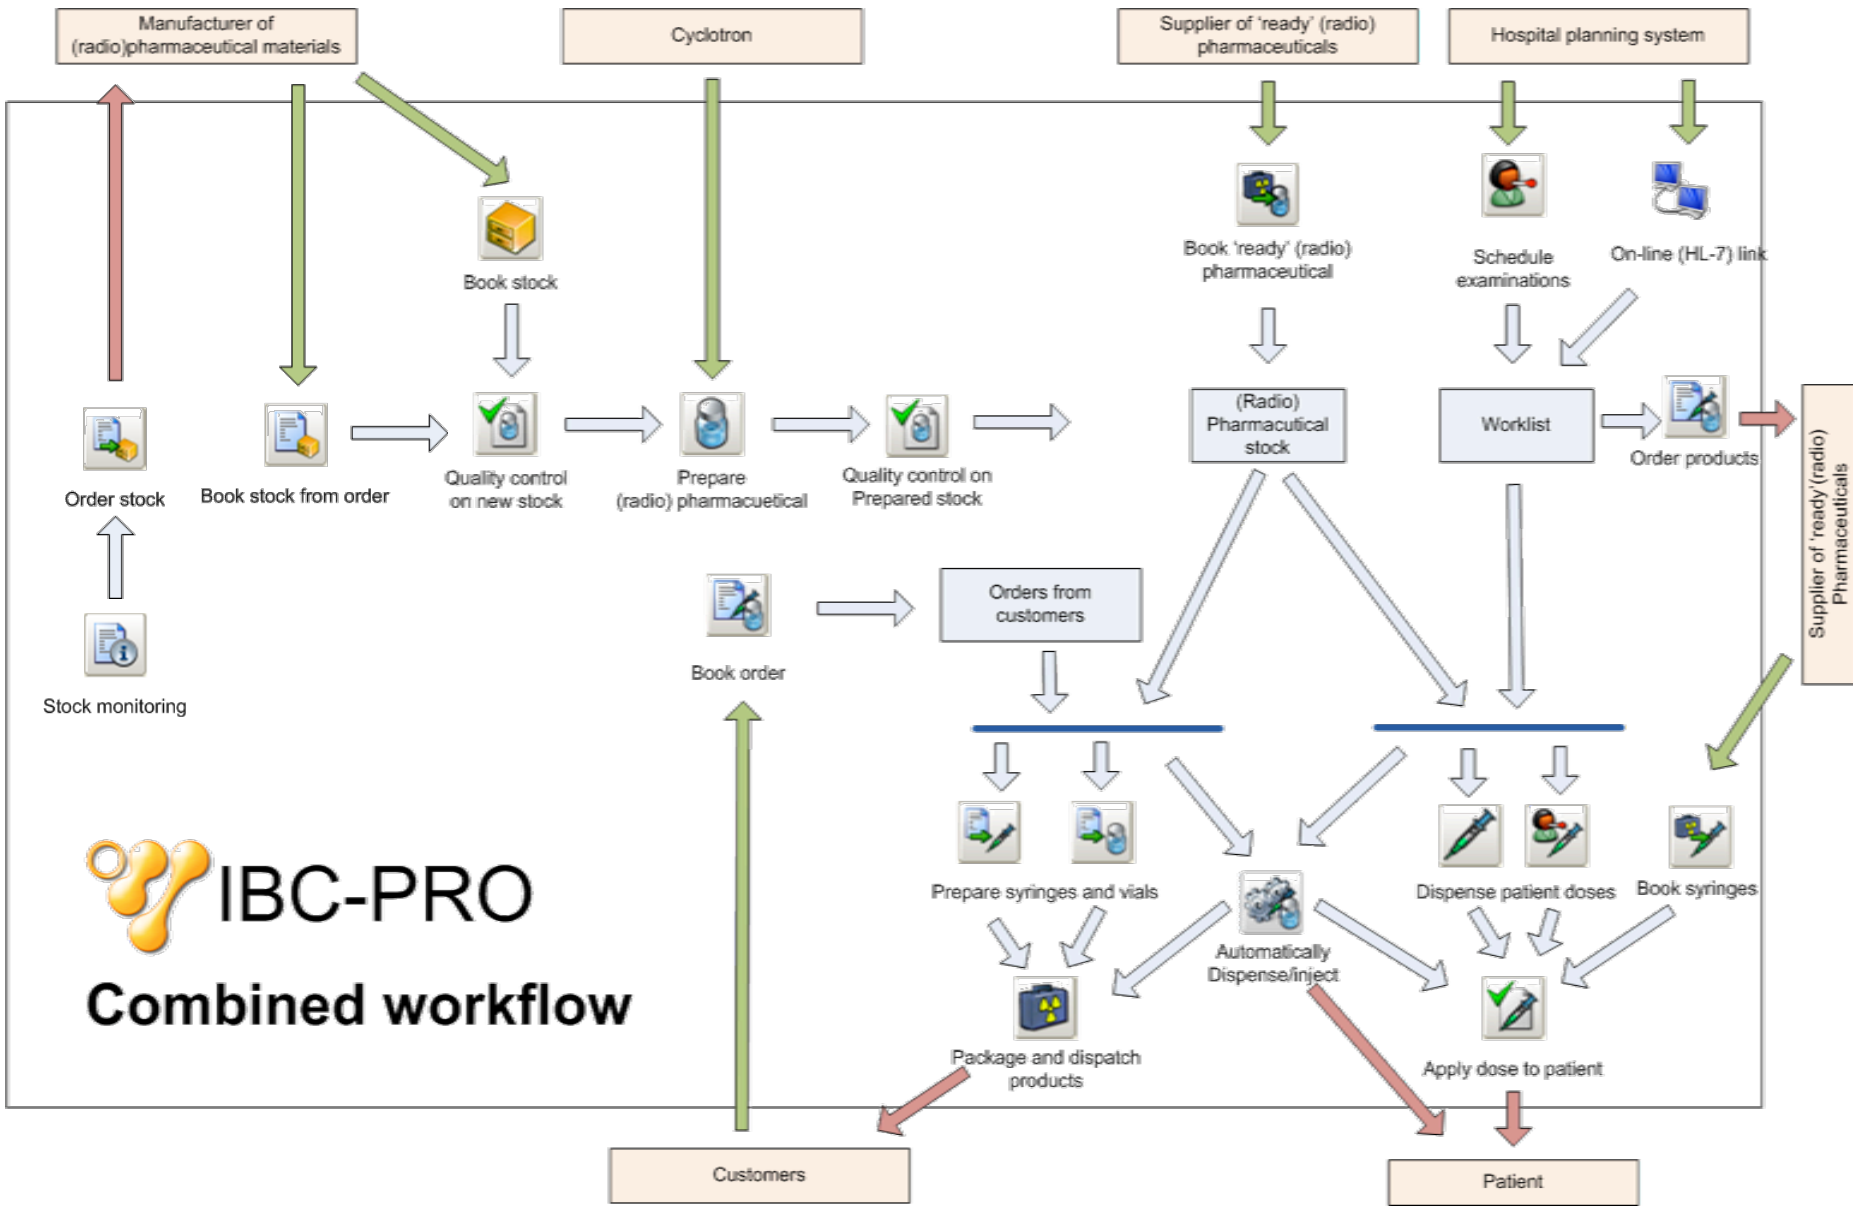 Manufacturer of
(radio)pharmaceutical materials
Cyclotron
Supplier of 'ready' (radio)
pharmaceuticals
Hospital planning system
Book stock
Book 'ready' (radio)
pharmaceutical
Schedule
examinations
On-line (HL-7) link
Order stock
Book stock from order
Quality control
on new stock
Prepare
(radio) pharmacuetical
Quality control on
Prepared stock
(Radio)
Pharmacutical
stock
Worklist
Order products
Supplier of 'ready'(radio)
Pharmaceuticals
Stock monitoring
Book order
Orders from
customers
Prepare syringes and vials
Automatically
Dispense/inject
Dispense patient doses
Book syringes
IBC-PRO
Combined workflow
Package and dispatch
products
Apply dose to patient
Customers
Patient